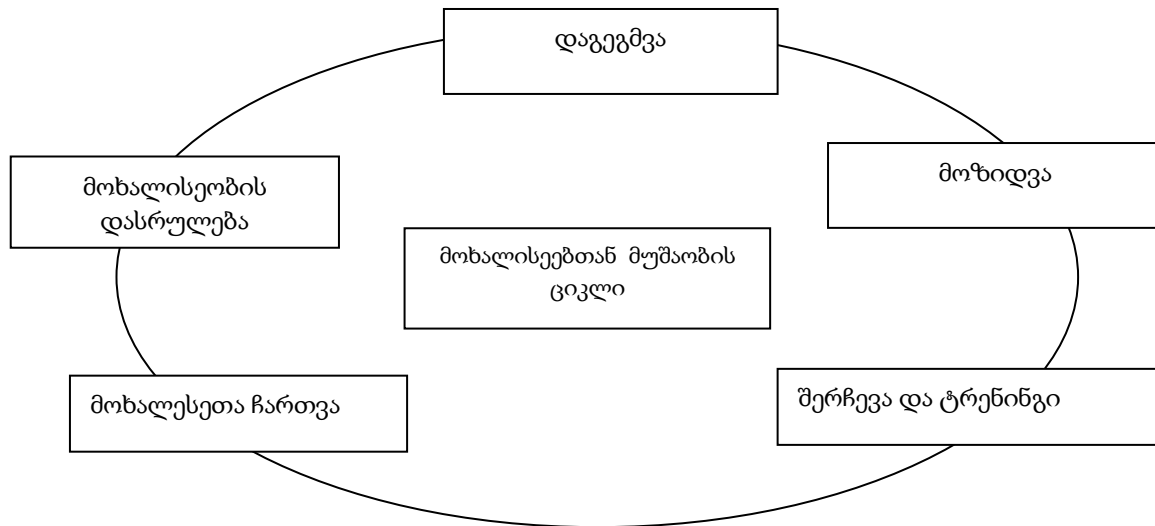 დაგეგმვა
მოზიდვა
მოხალისეობის
დასრულება
მოხალისეებთან მუშაობის
ციკლი
შერჩევა და ტრენინგი
მოხალესეთა ჩართვა